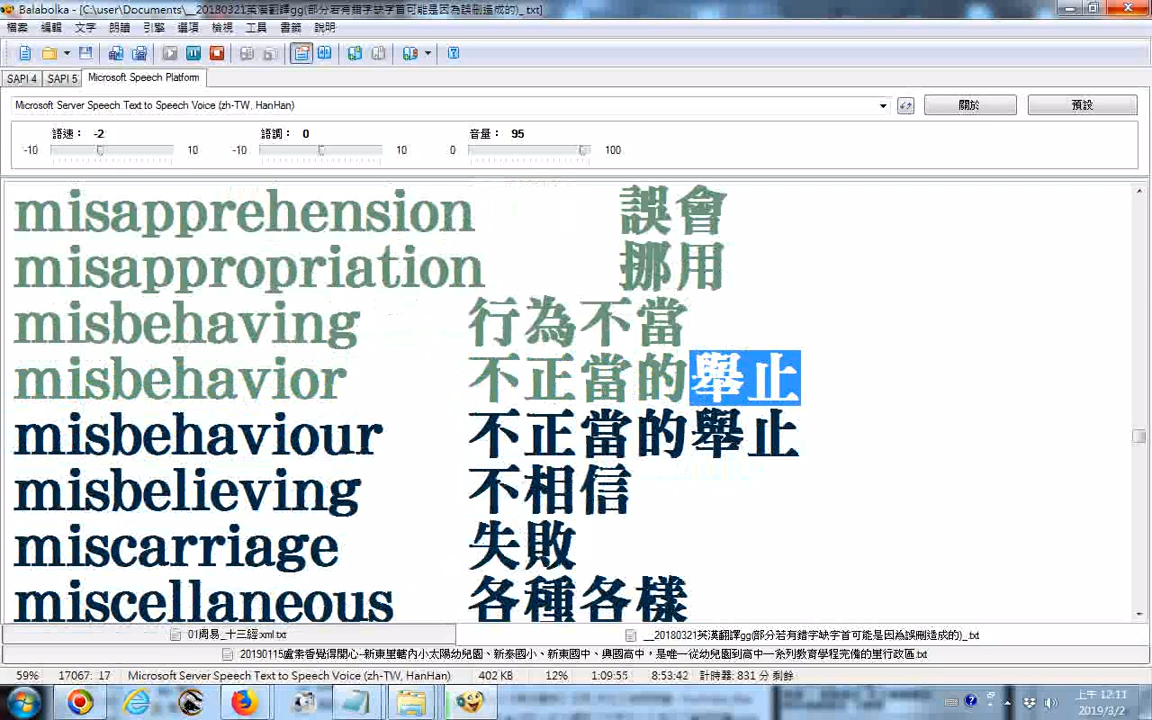 Balabolka - [C:\user\Documents\__20180321英漢翻譯gg(部分若有錯字缺字首可能是因為誤刪造成的)_.txt]
檔案 編輯 文字 朗讀 引擎 選項 檢視 工具 書籤 說明
SAPI 4 SAPI 5 Microsoft Speech Platform
Microsoft Server Speech Text to Speech Voice (zh-TW, HanHan) 關於 預設
語速： -2 語調： 0 音量： 95
-10 10 -10 10 0 100
misapprehension 誤會
misappropriation 挪用
misbehaving 行為不當
misbehavior 不正當的舉止
misbehaviour 不正當的舉止
misbelieving 不相信
miscarriage 失敗
miscellaneous 各種各樣
01周易_十三經.xml.txt __20180321英漢翻譯gg(部分若有錯字缺字首可能是因為誤刪造成的)_.txt
20190115盧素香覺得開心-新東里轄內小太陽幼兒園、新泰國小、新東國中、興國高中，是唯一從幼兒園到高中一系列教育學程完備的里行政區.txt
59% 17067: 17 Microsoft Server Speech Text to Speech Voice (zh-TW, HanHan) 402 KB 12% 1:09:55 8:53:42 計時器: 831 分 剩餘
上午 12:11
2019/3/2